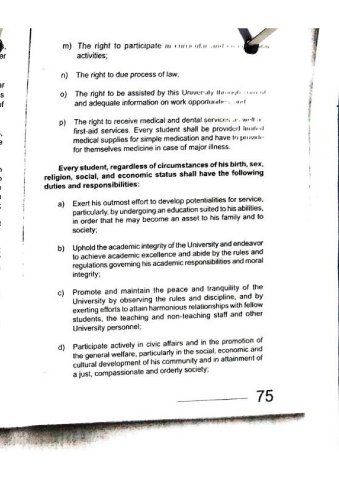 m) The right to participate in curricular and
activities;
n) The right to due process of law;
o) The right to be assisted by this University through current
and adequate information on work opportunities, and
p) The right to receive medical and dental services as well as
first-aid services. Every student shall be provided limited
medical supplies for simple medication and have to provide
for themselves medicine in case of major illness.
Every student, regardless of circumstances of his birth, sex,
religion, social, and economic status shall have the following
duties and responsibilities:
a) Exert his outmost effort to develop potentialities for service,
particularly, by undergoing an education suited to his abilities,
in order that he may become an asset to his family and to
society;
b) Uphold the academic integrity of the University and endeavor
to achieve academic excellence and abide by the rules and
regulations governing his academic responsibilities and moral
integrity;
c) Promote and maintain the peace and tranquility of the
University by observing the rules and discipline, and by
exerting efforts to attain harmonious relationships with fellow
students, the teaching and non-teaching staff and other
University personnel;
d) Participate actively in civic affairs and in the promotion of
the general welfare, particularly in the social, economic and
cultural development of his community and in attainment of
a just, compassionate and orderly society;
75